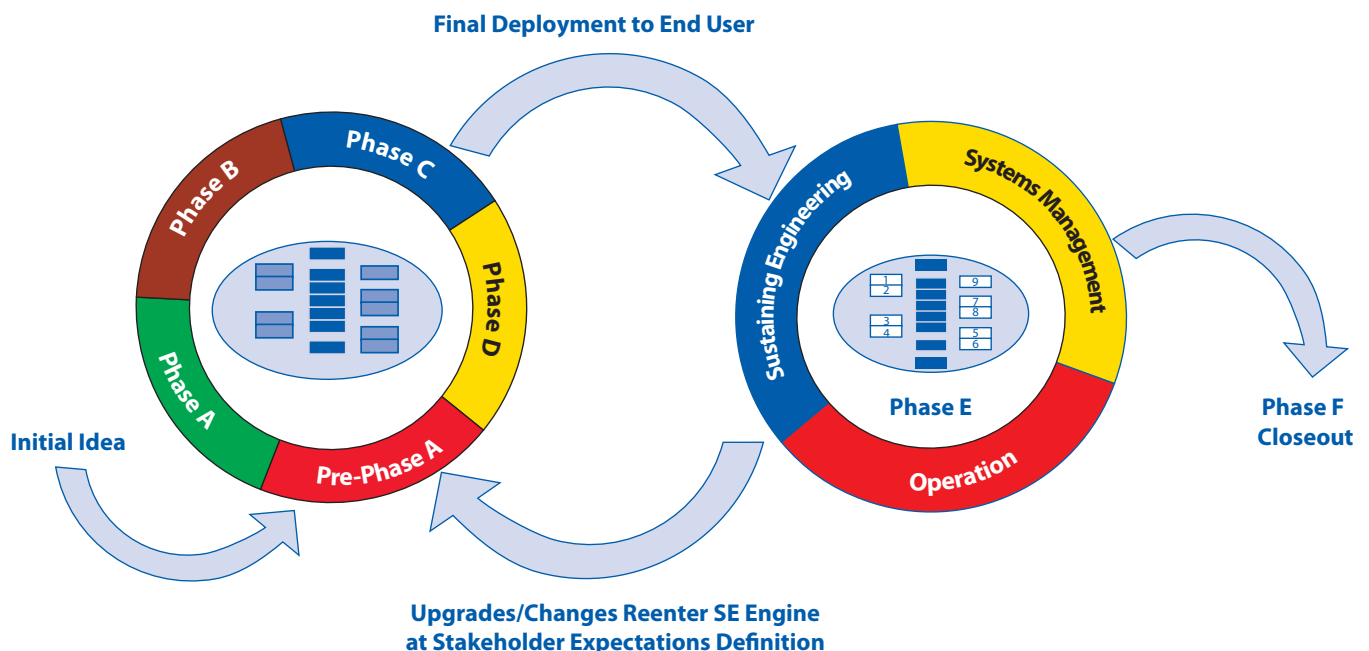 Final Deployment to End User
Phase C
Phase B
Phase D
Phase A
Pre-Phase A
Initial Idea
Sustaining Engineering
Systems Management
1
2
3
4
9
7
8
5
6
Phase E
Operation
Phase F
Closeout
Upgrades/Changes Reenter SE Engine
at Stakeholder Expectations Definition